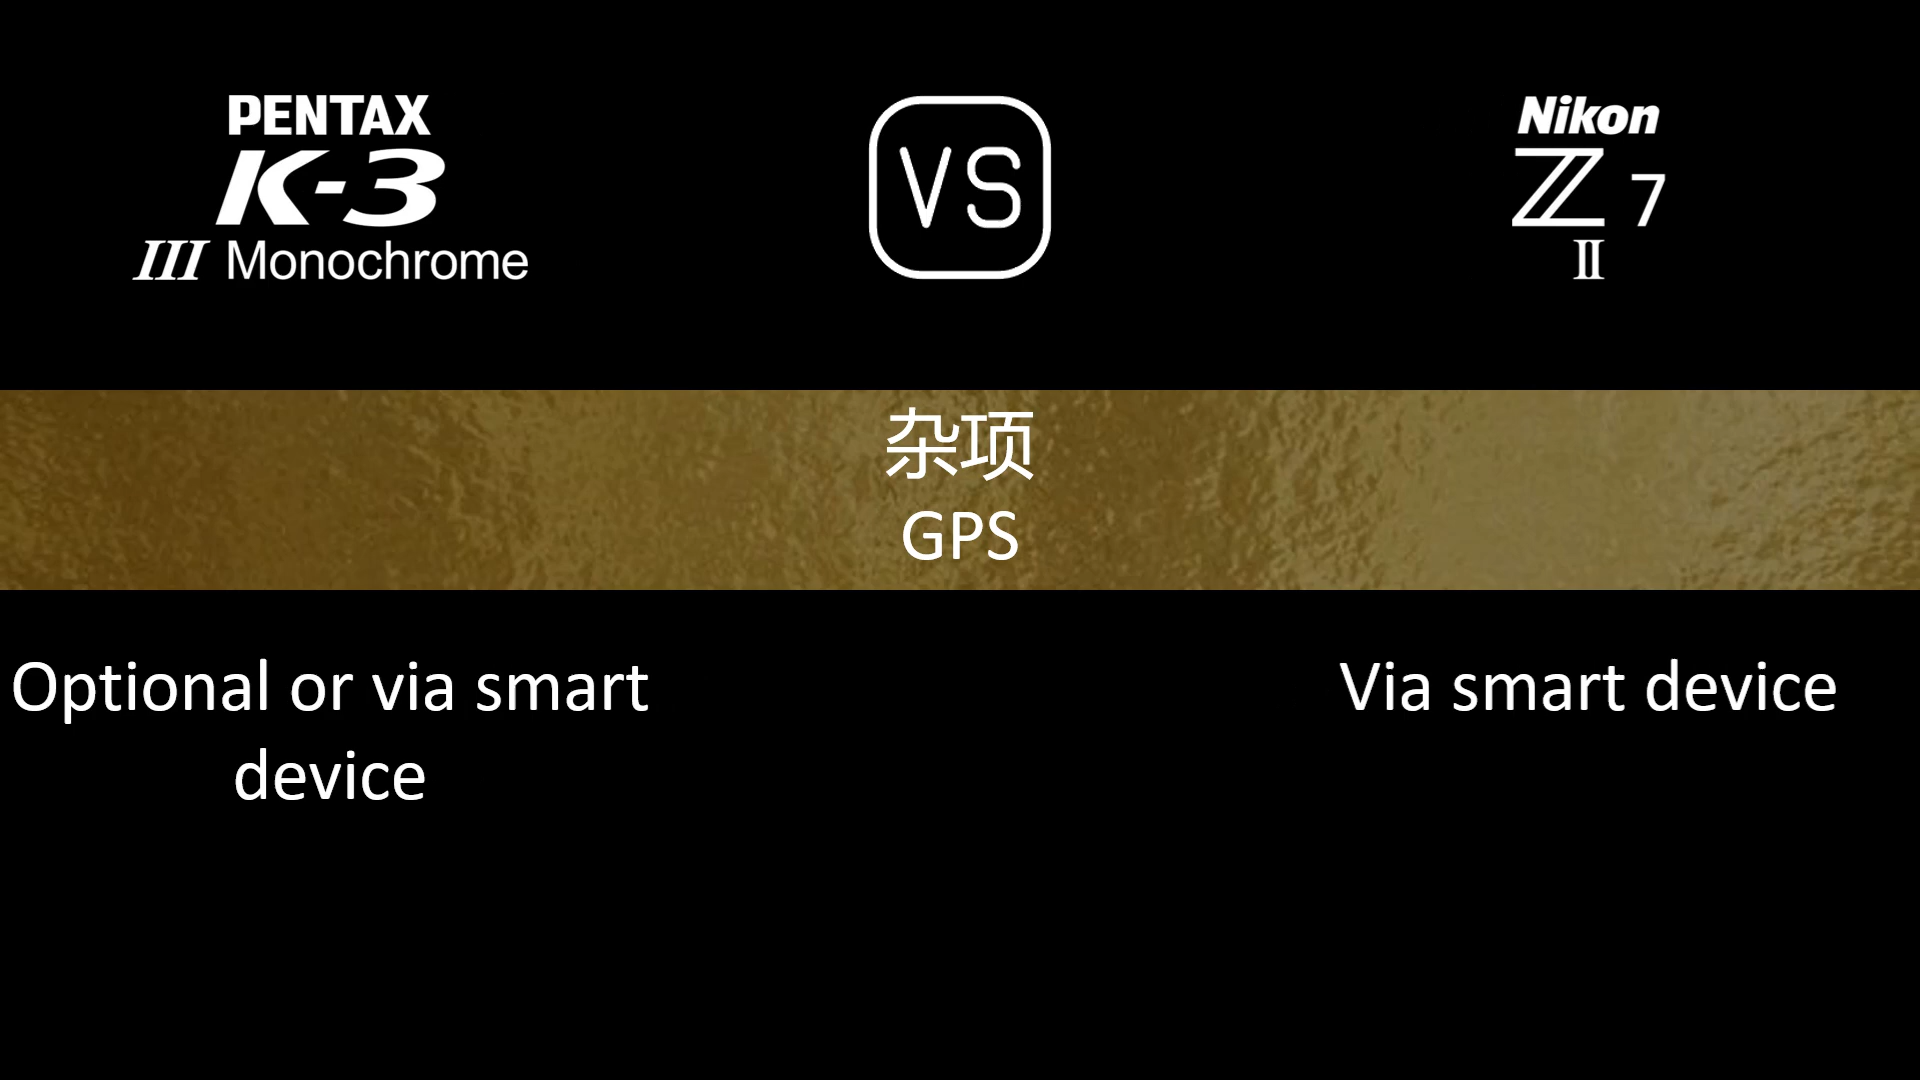 PENTAX
K-3
III Monochrome
VS
Nikon
Z 7
II
杂项
GPS
Optional or via smart
device
Via smart device